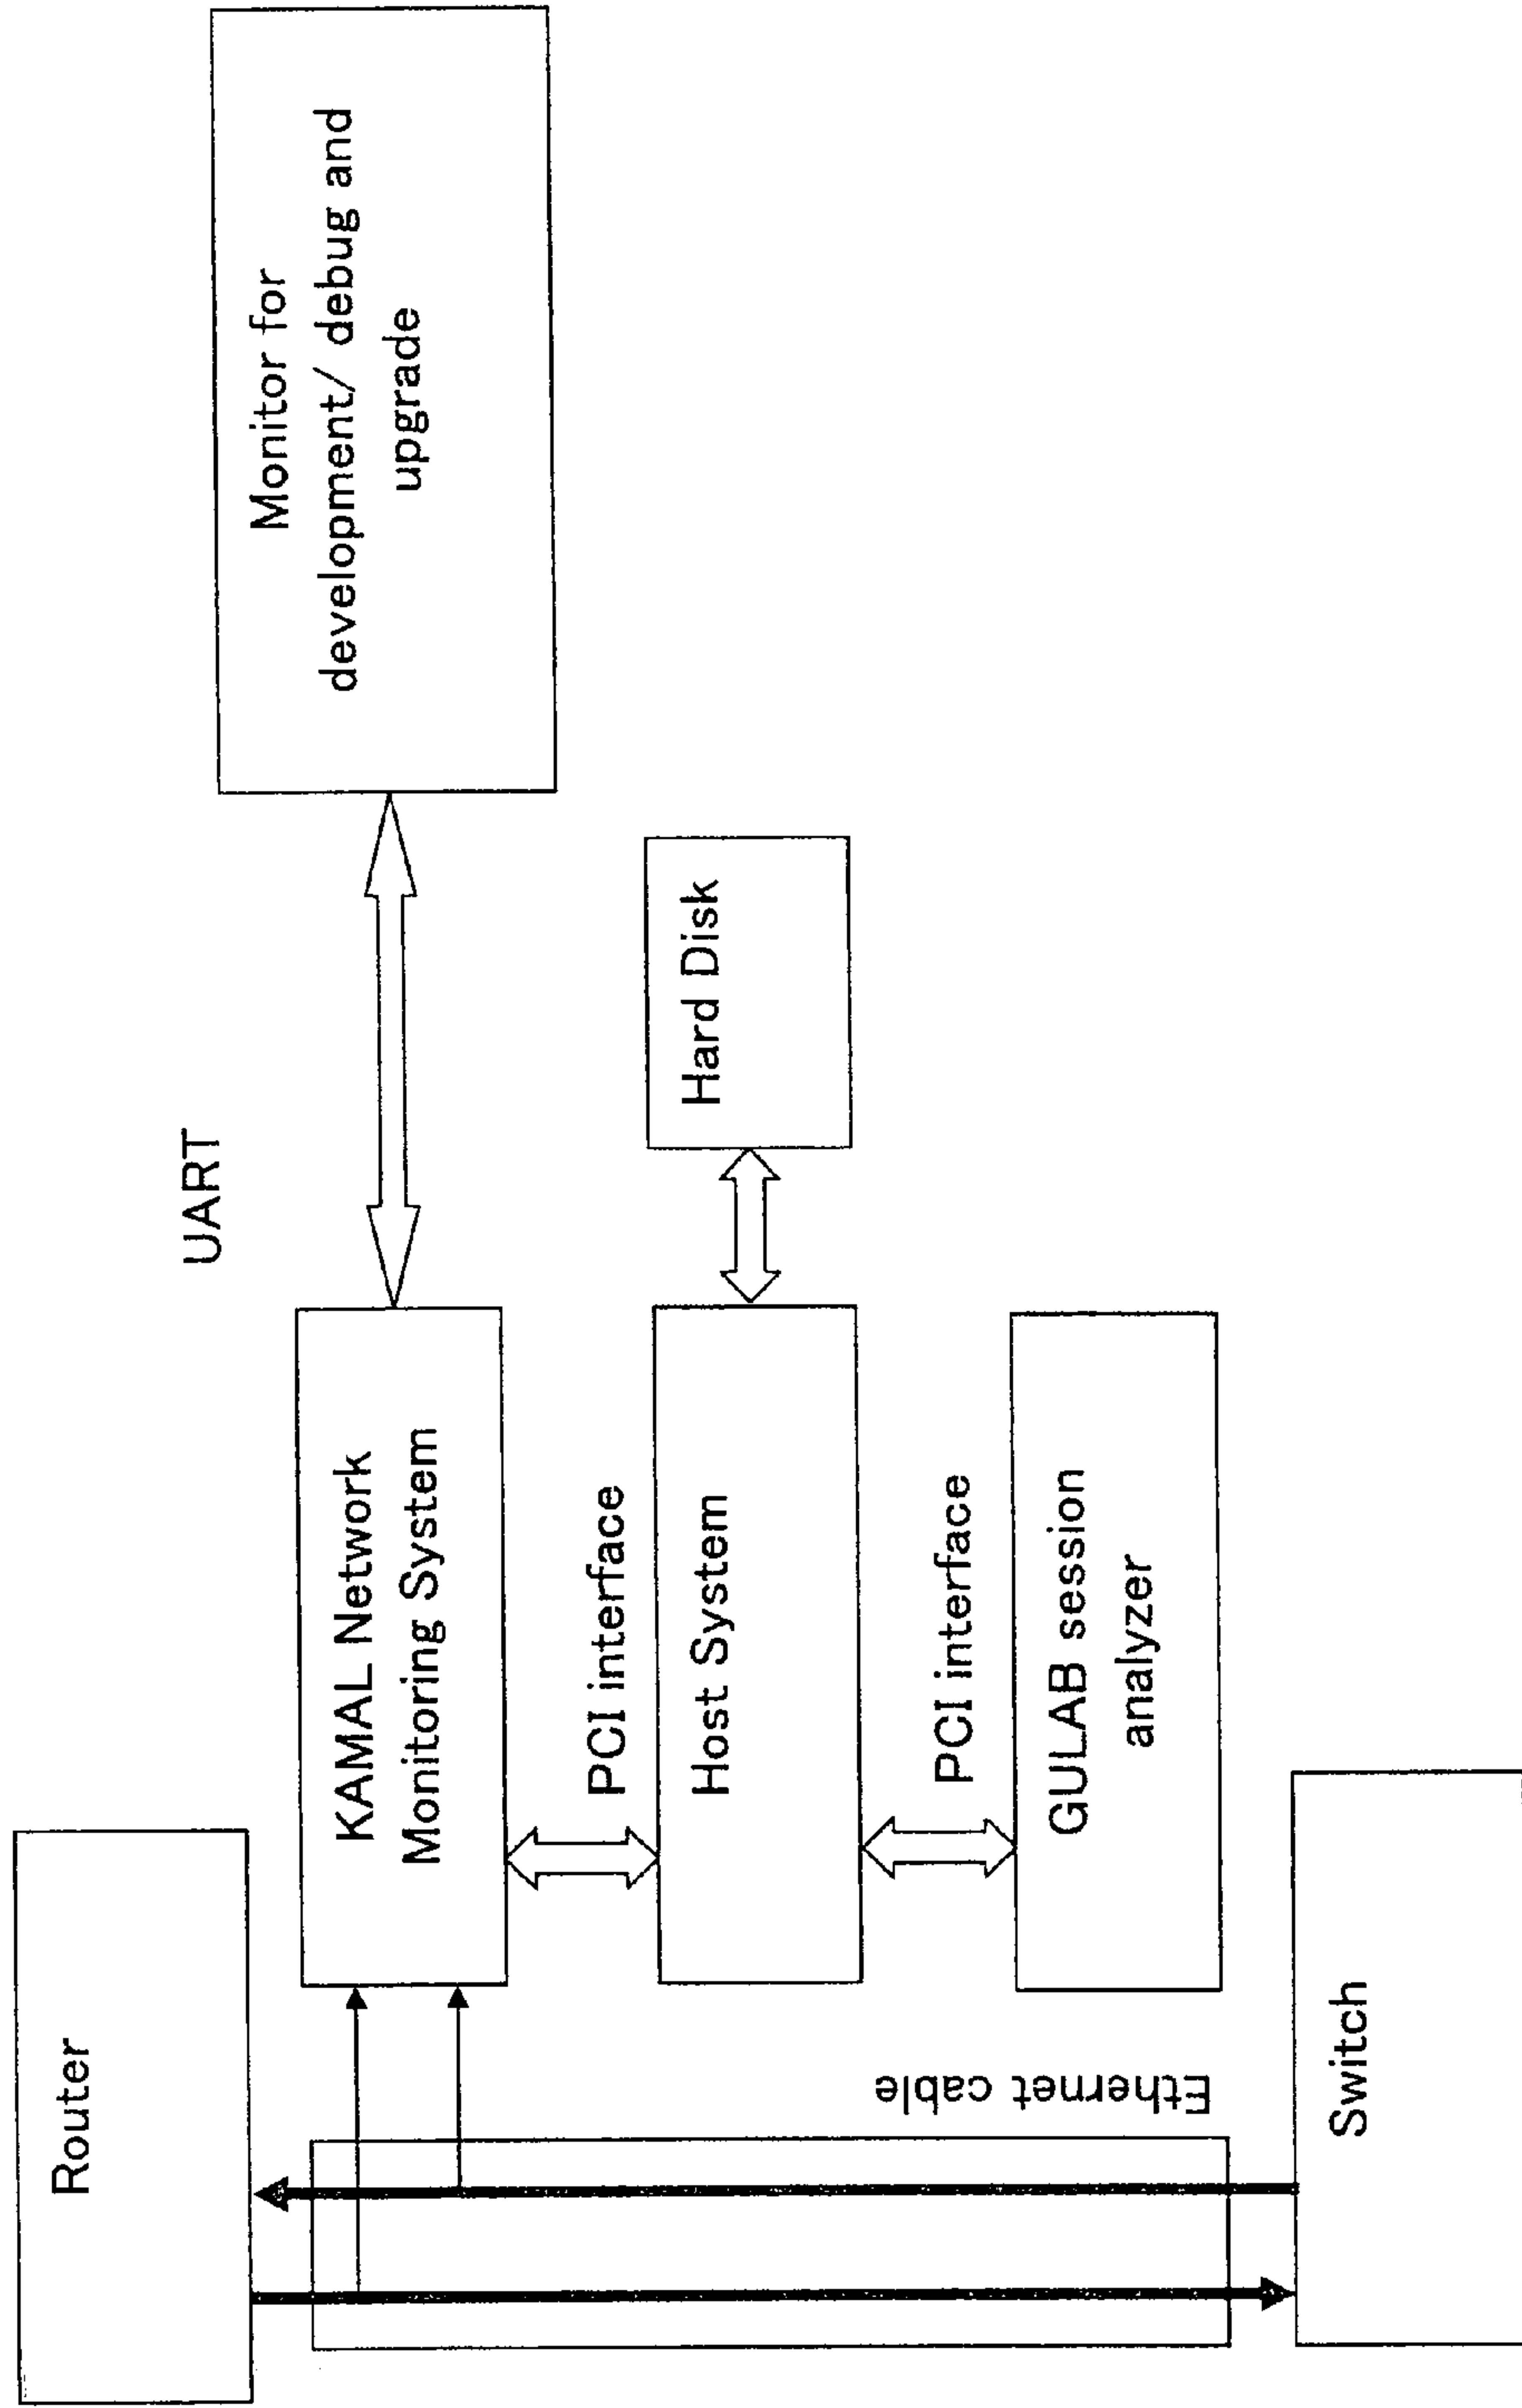 Router
UART
Monitor for
development/ debug and
upgrade
KAMAL Network
Monitoring System
PCI interface
Hard Disk
Host System
Ethernet cable
PCI interface
GULAB session
analyzer
Switch